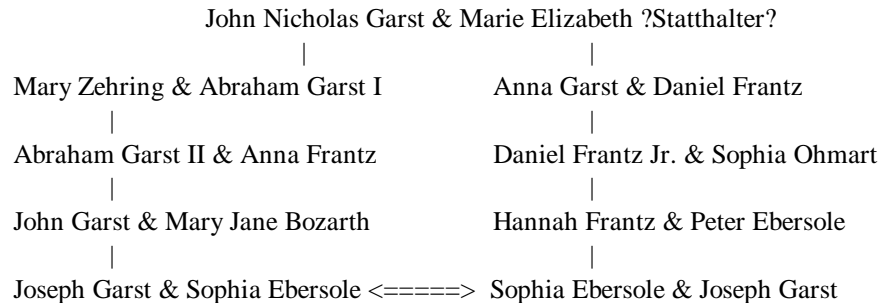 John Nicholas Garst & Marie Elizabeth ?Statthalter?
| |
Mary Zehring & Abraham Garst I Anna Garst & Daniel Frantz
| |
Abraham Garst II & Anna Frantz Daniel Frantz Jr. & Sophia Ohmart
| |
John Garst & Mary Jane Bozarth Hannah Frantz & Peter Ebersole
| |
Joseph Garst & Sophia Ebersole <=====> Sophia Ebersole & Joseph Garst